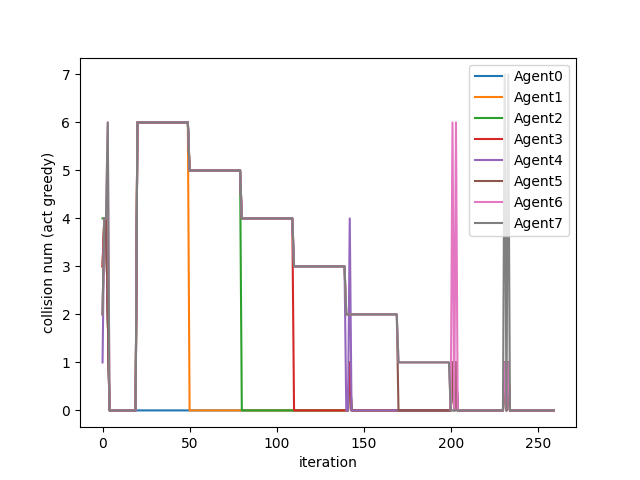 7
6
5
4
3
2
1
0
collision num (act greedy)
Agent0
Agent1
Agent2
Agent3
Agent4
Agent5
Agent6
Agent7
0 50 100 150 200 250
iteration